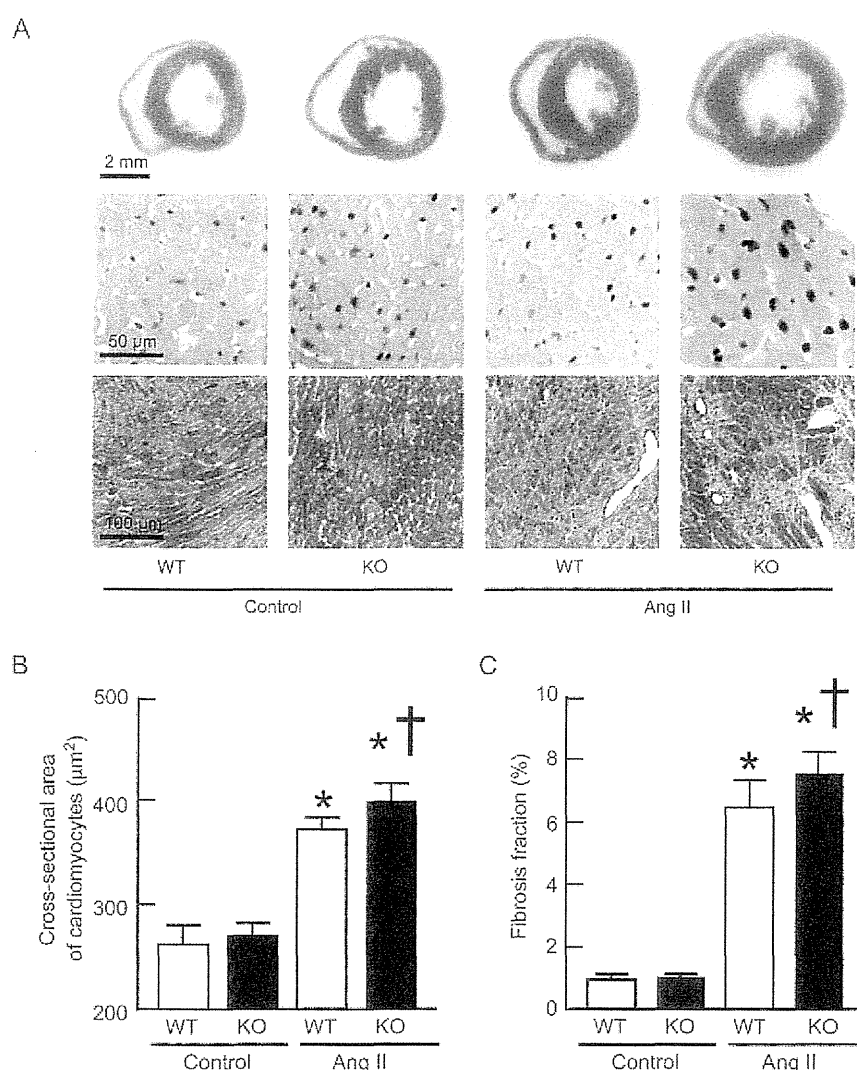 A
2 mm
50 µm
100 µm
WT KO WT KO
Control Ang II
B
Cross-sectional area
of cardiomyocytes (µm²)
500
400
300
200
* * †
WT KO WT KO
Control Ang II
C
Fibrosis fraction (%)
10
8
6
4
2
0
* * †
WT KO WT KO
Control Ang II